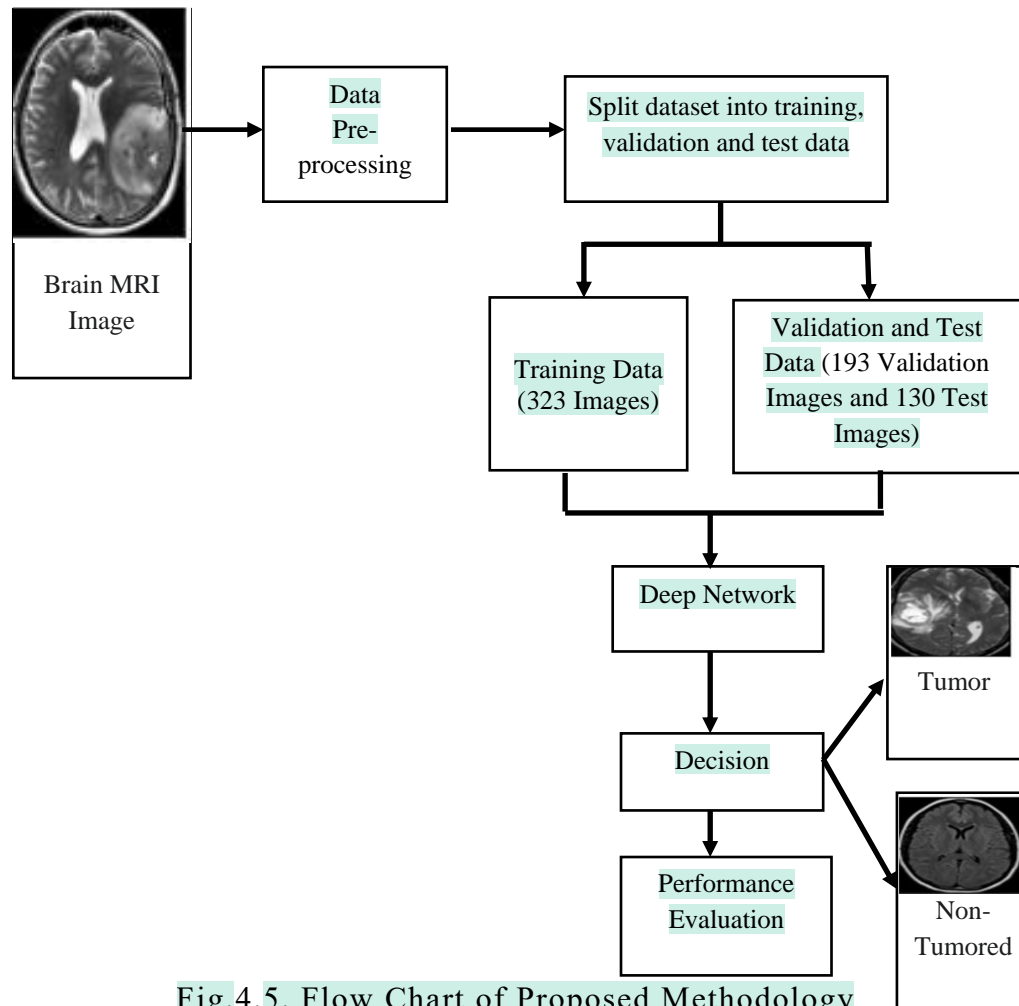 Brain MRI
Image
Data
Pre-
processing
Split dataset into training,
validation and test data
Training Data
(323 Images)
Validation and Test
Data (193 Validation
Images and 130 Test
Images)
Deep Network
Decision
Tumor
Non-
Tumored
Performance
Evaluation
Fig.4.5. Flow Chart of Proposed Methodology